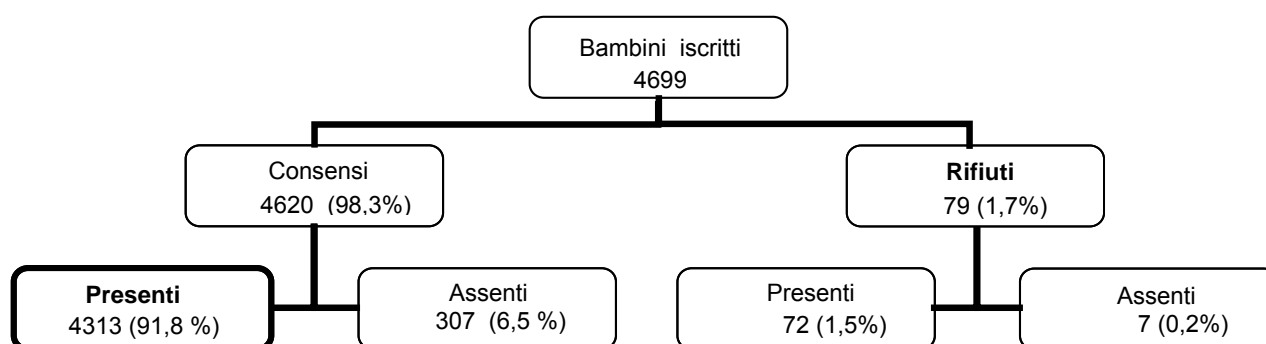 Bambini iscritti
4699
Consensi
4620 (98,3%)
Rifiuti
79 (1,7%)
Presenti
4313 (91,8 %)
Assenti
307 (6,5 %)
Presenti
72 (1,5%)
Assenti
7 (0,2%)